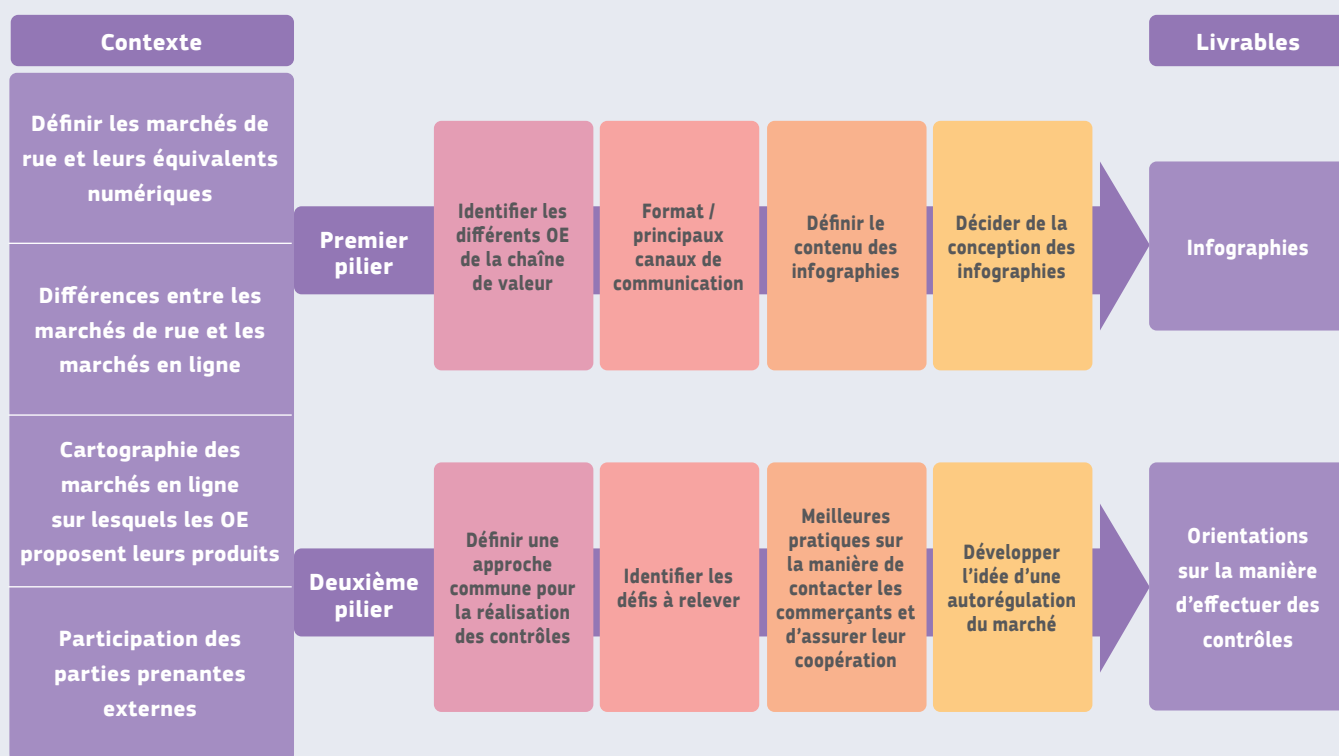 Contexte
Livrables
Définir les marchés de
rue et leurs équivalents
numériques
Différences entre les
marchés de rue et les
marchés en ligne
Cartographie des
marchés en ligne
sur lesquels les OE
proposent leurs produits
Participation des
parties prenantes
externes
Premier
pilier
Identifier les
différents OE
de la chaîne
de valeur
Format /
principaux
canaux de
communication
Définir le
contenu des
infographies
Décider de la
conception des
infographies
Infographies
Deuxième
pilier
Définir une
approche
commune pour
la réalisation
des contrôles
Identifier les
défis à relever
Meilleures
pratiques sur
la manière de
contacter les
commerçants et
d’assurer leur
coopération
Développer
l’idée d’une
autorégulation
du marché
Orientations
sur la manière
d’effectuer des
contrôles